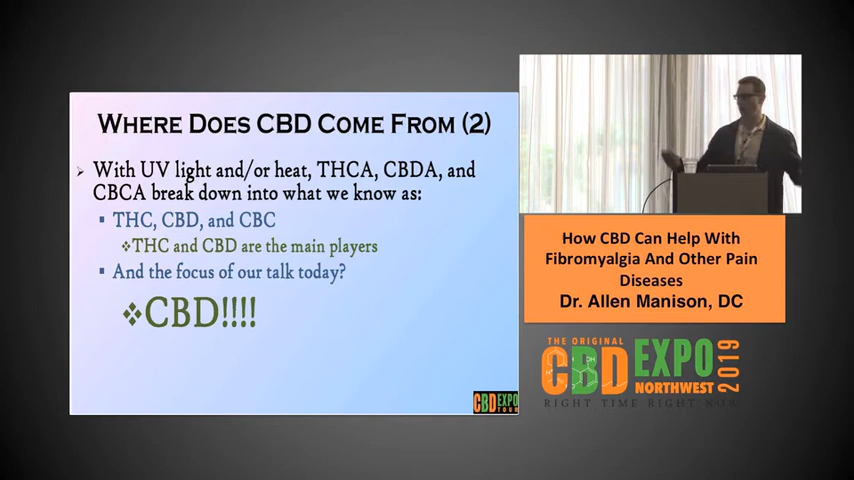 WHERE DOES CBD COME FROM (2)
With UV light and/or heat, THCA, CBDA, and
CBCA break down into what we know as:
THC, CBD, and CBC
THC and CBD are the main players
And the focus of our talk today?
CBD!!!!
CBD EXPO
TOUR
How CBD Can Help With
Fibromyalgia And Other Pain
Diseases
Dr. Allen Manison, DC
THE ORIGINAL
CBD EXPO
NORTHWEST
2019
RIGHT TIME RIGHT NOW